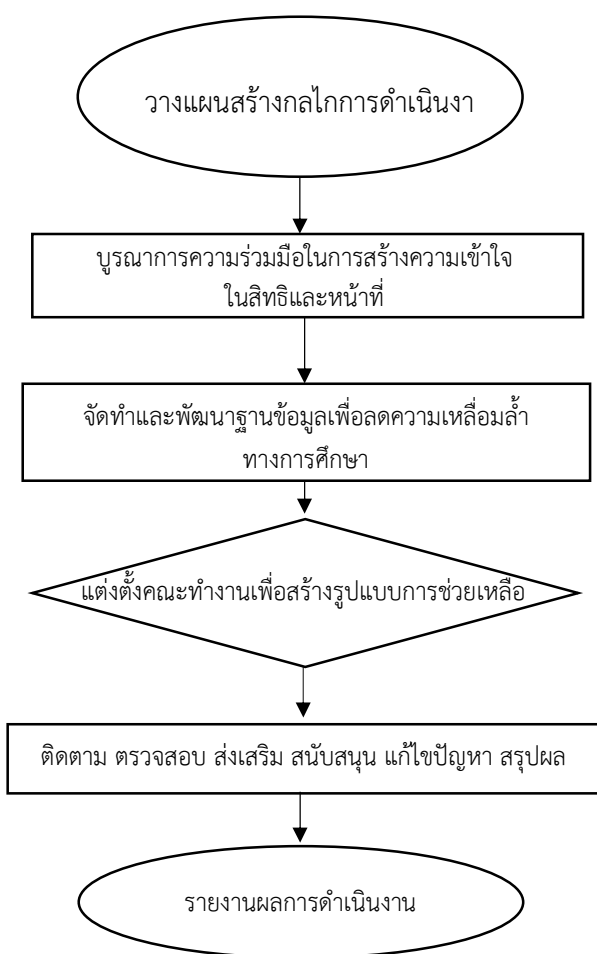 วางแผนสร้างกลไกการดำเนินงา
บูรณาการความร่วมมือในการสร้างความเข้าใจ
ในสิทธิและหน้าที่
จัดทำและพัฒนาฐานข้อมูลเพื่อลดความเหลื่อมล้ำ
ทางการศึกษา
แต่งตั้งคณะทำงานเพื่อสร้างรูปแบบการช่วยเหลือ
ติดตาม ตรวจสอบ ส่งเสริม สนับสนุน แก้ไขปัญหา สรุปผล
รายงานผลการดำเนินงาน